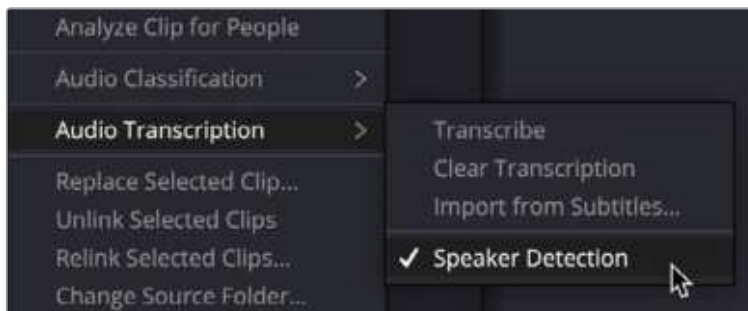 Analyze Clip for People
Audio Classification
Audio Transcription
Replace Selected Clip...
Unlink Selected Clips
Relink Selected Clips...
Change Source Folder...
Transcribe
Clear Transcription
Import from Subtitles...
Speaker Detection